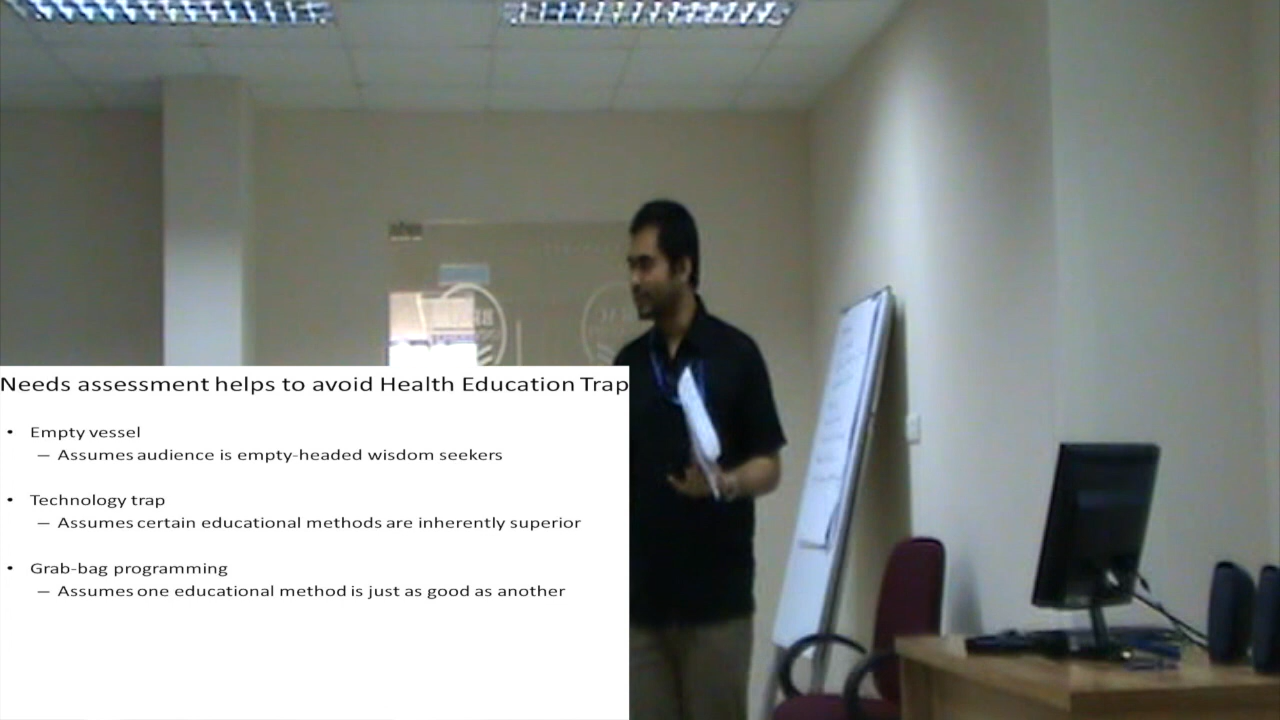 Needs assessment helps to avoid Health Education Trap
• Empty vessel
– Assumes audience is empty-headed wisdom seekers
• Technology trap
– Assumes certain educational methods are inherently superior
• Grab-bag programming
– Assumes one educational method is just as good as another